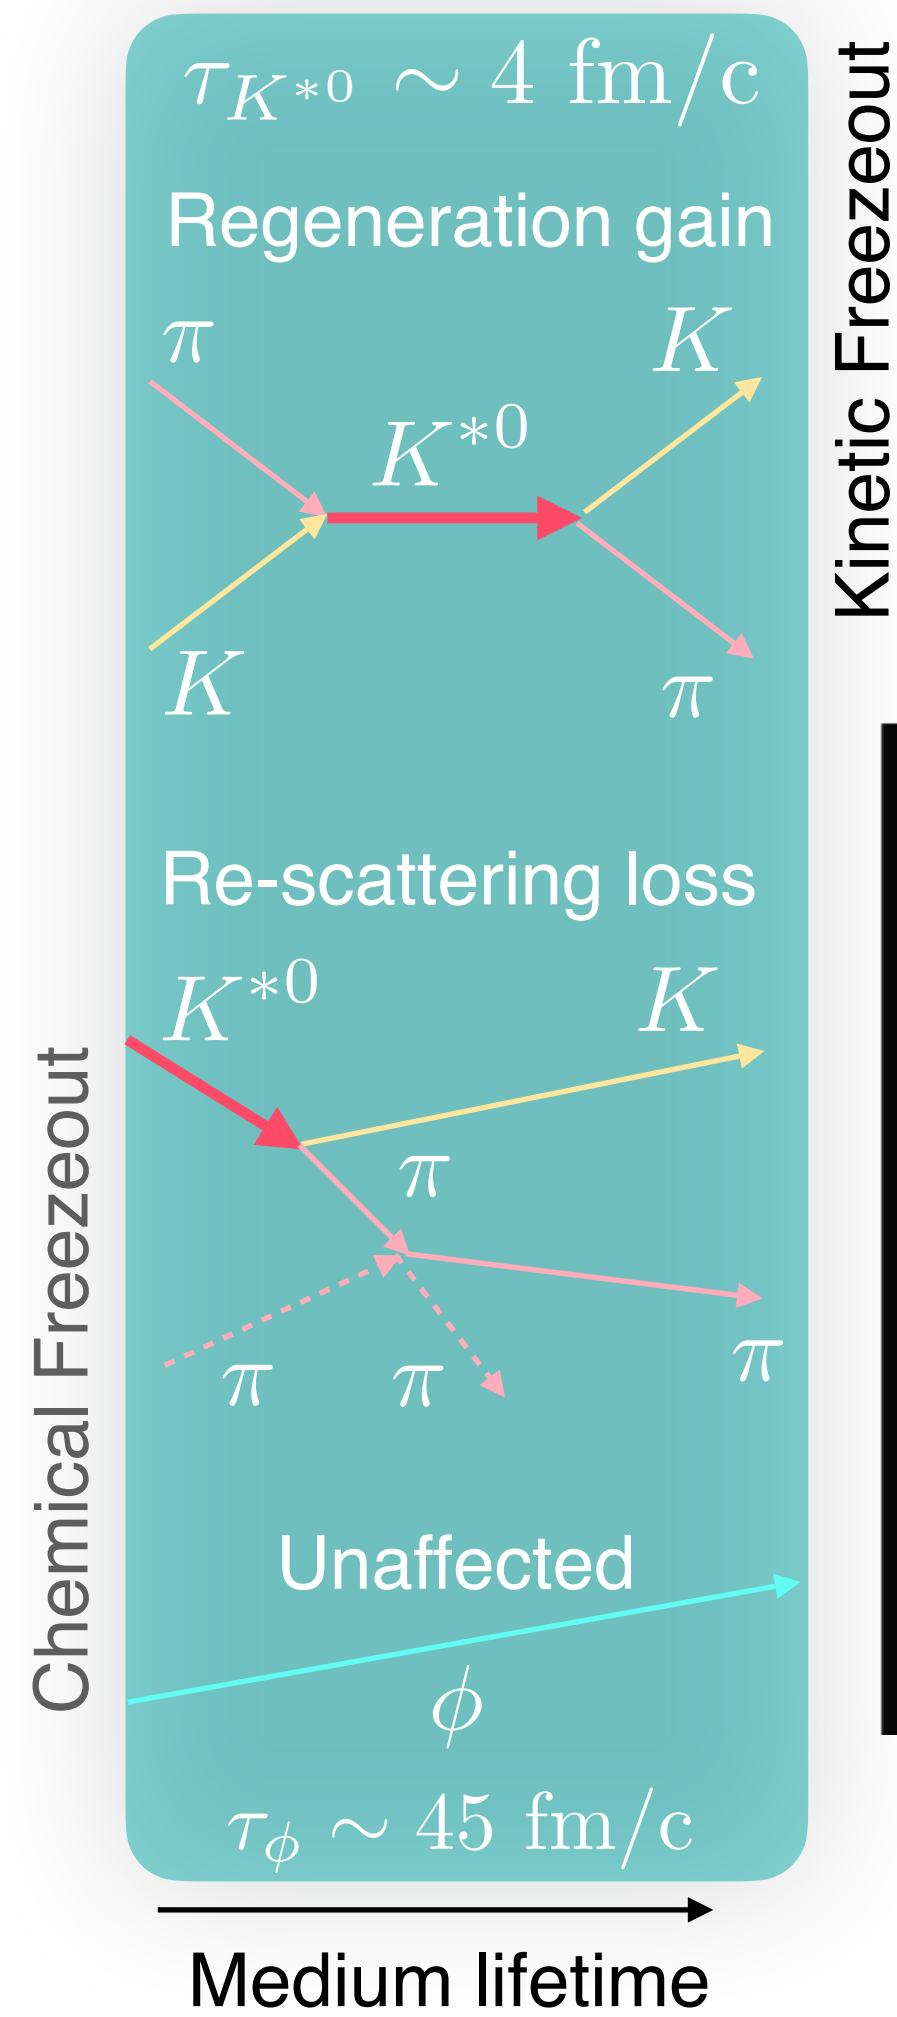 τ_{K^{*0}} ∼ 4 fm/c
Regeneration gain
π
K
K^{*0}
K
π
Re-scattering loss
K^{*0}
K
π
π
π
π
Unaffected
ϕ
τ_ϕ ∼ 45 fm/c
Chemical Freezeout
Kinetic Freezeout
Medium lifetime